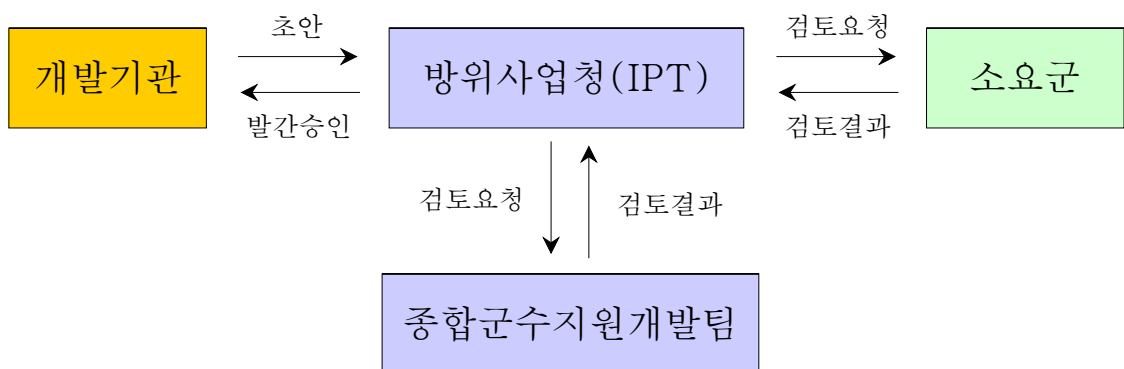 초안
검토요청
개발기관
방위사업청(IPT)
소요군
발간승인
검토결과
검토요청
검토결과
종합군수지원개발팀